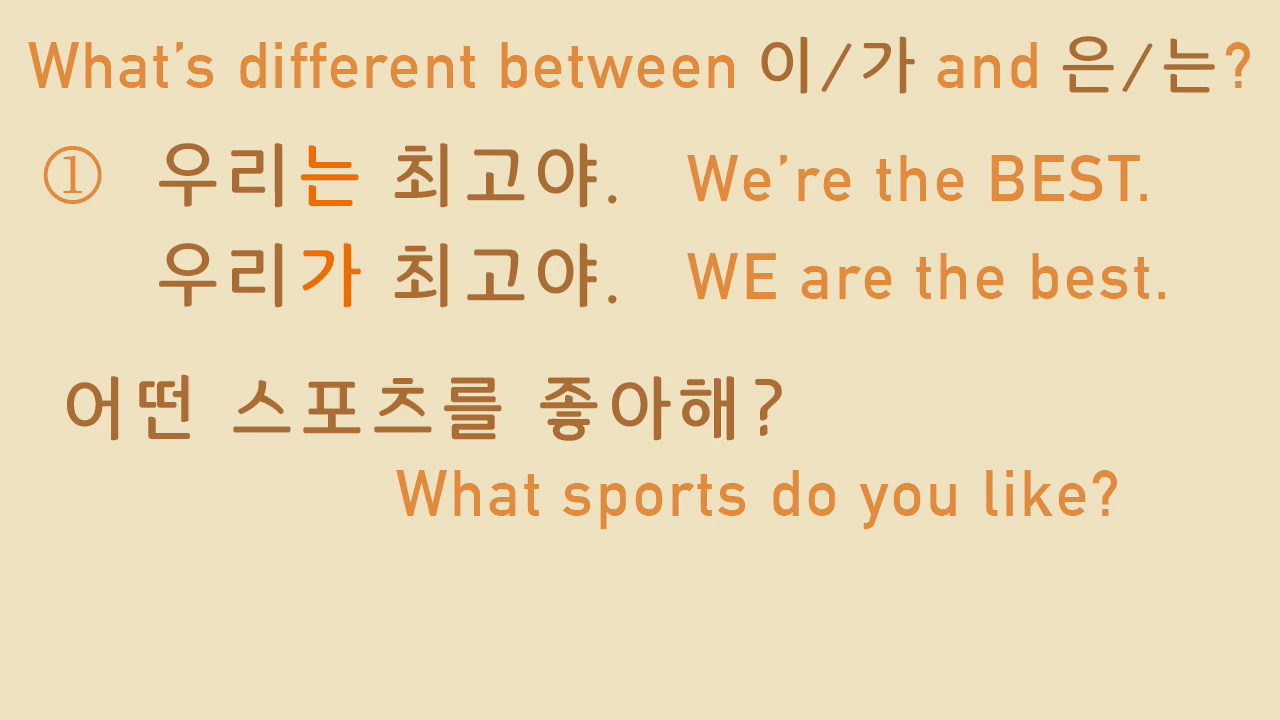 What's different between 이/가 and 은/는?
① 우리는 최고야. We're the BEST.
우리가 최고야. WE are the best.
어떤 스포츠를 좋아해?
What sports do you like?